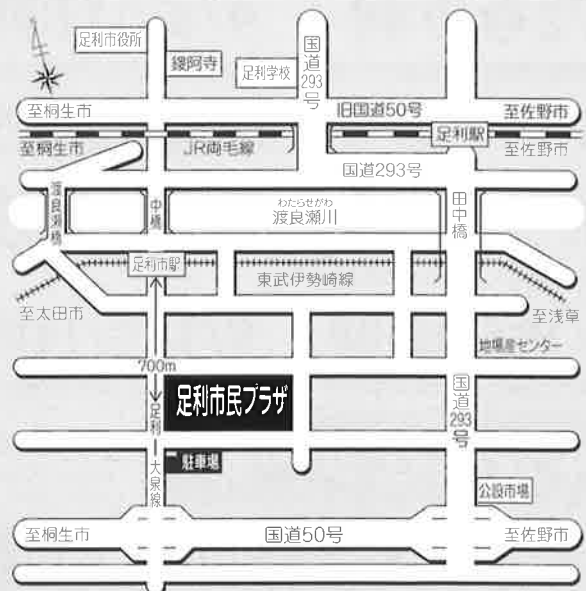 足利市役所
鑁阿寺
足利学校
国道293号
至桐生市
旧国道50号
至佐野市
至桐生市
JR両毛線
足利駅
至佐野市
国道293号
渡良瀬橋
中橋
わたらせがわ
渡良瀬川
田中橋
足利市駅
東武伊勢崎線
至太田市
至浅草
地場産センター
700m
足利市民プラザ
国道293号
足利
大泉線
駐車場
公設市場
至桐生市
国道50号
至佐野市